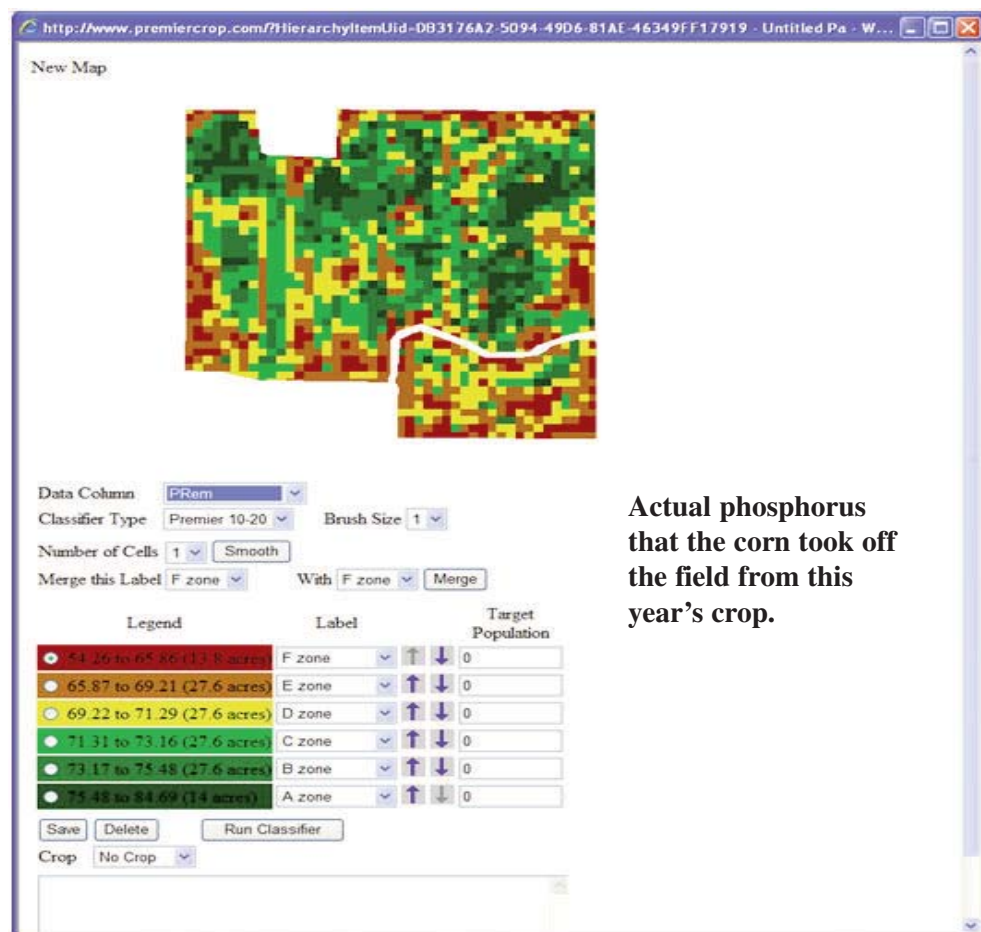 http://www.premiercrop.com/?HierarchyItemUid=DB3176A2-5094-49D6-81AE-46349FF17919 - Untitled Pa - W...
New Map
Data Column PRem
Classifier Type Premier 10-20 Brush Size 1
Number of Cells 1 Smooth
Merge this Label F zone With F zone Merge
Actual phosphorus
that the corn took off
the field from this
year's crop.
Legend Label Target Population
54.26 to 65.86 (13.8 acres) F zone 0
65.87 to 69.21 (27.6 acres) E zone 0
69.22 to 71.29 (27.6 acres) D zone 0
71.31 to 73.16 (27.6 acres) C zone 0
73.17 to 75.48 (27.6 acres) B zone 0
75.48 to 84.69 (14 acres) A zone 0
Save Delete Run Classifier
Crop No Crop